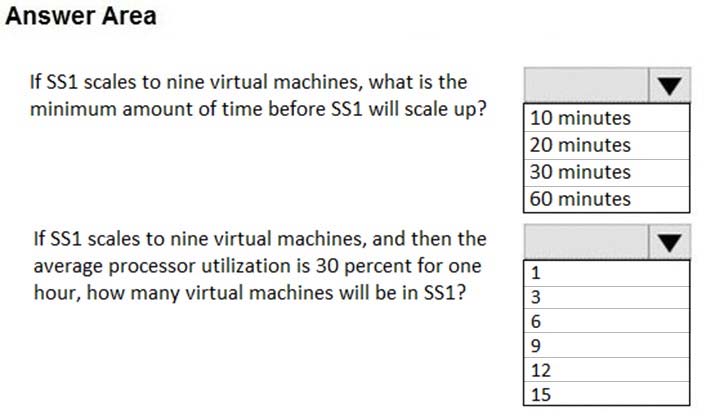 Answer Area
If SS1 scales to nine virtual machines, what is the
minimum amount of time before SS1 will scale up?
10 minutes
20 minutes
30 minutes
60 minutes
If SS1 scales to nine virtual machines, and then the
average processor utilization is 30 percent for one
hour, how many virtual machines will be in SS1?
1
3
6
9
12
15